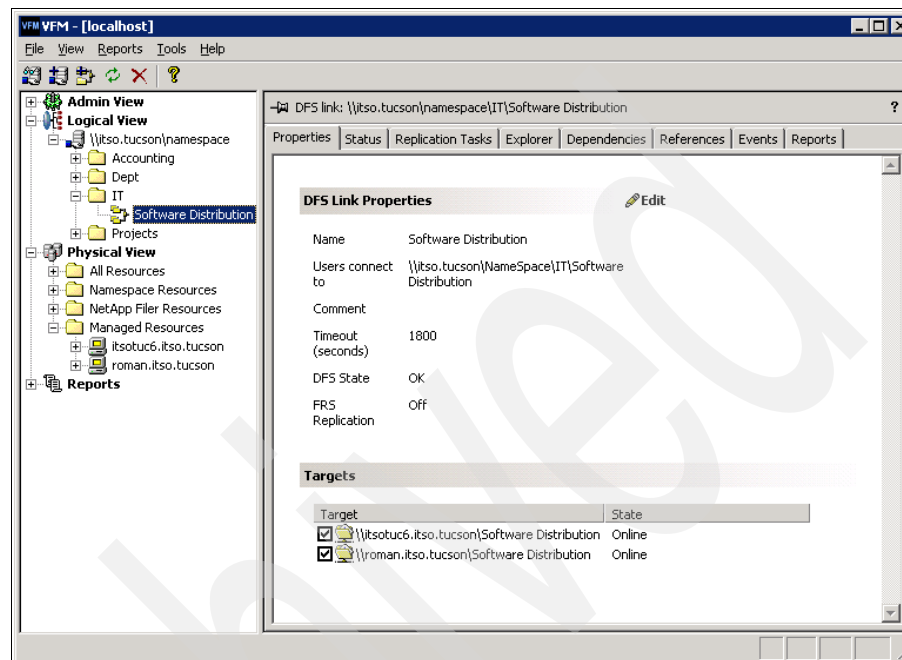 VFM VFM - [localhost]
File View Reports Tools Help
Admin View
Logical View
\\itso.tucson\namespace
Accounting
Dept
IT
Software Distribution
Projects
Physical View
All Resources
Namespace Resources
NetApp Filer Resources
Managed Resources
itsotuc6.itso.tucson
roman.itso.tucson
Reports
DFS link: \\itso.tucson\namespace\IT\Software Distribution ?
Properties Status Replication Tasks Explorer Dependencies References Events Reports
DFS Link Properties Edit
Name Software Distribution
Users connect to \\itso.tucson\NameSpace\IT\Software Distribution
Comment
Timeout (seconds) 1800
DFS State OK
FRS Replication Off
Targets
Target State
\\itsotuc6.itso.tucson\Software Distribution Online
\\roman.itso.tucson\Software Distribution Online